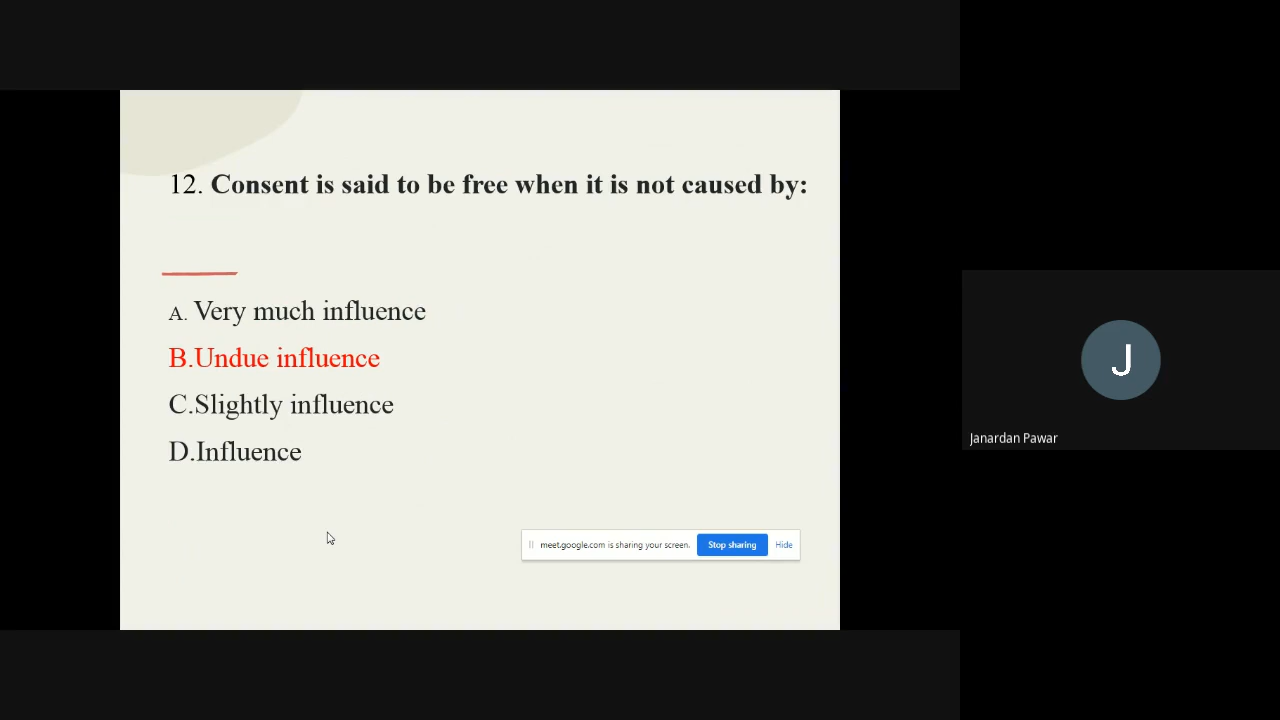 12. Consent is said to be free when it is not caused by:
A. Very much influence
B.Undue influence
C.Slightly influence
D.Influence
meet.google.com is sharing your screen. Stop sharing Hide
J
Janardan Pawar